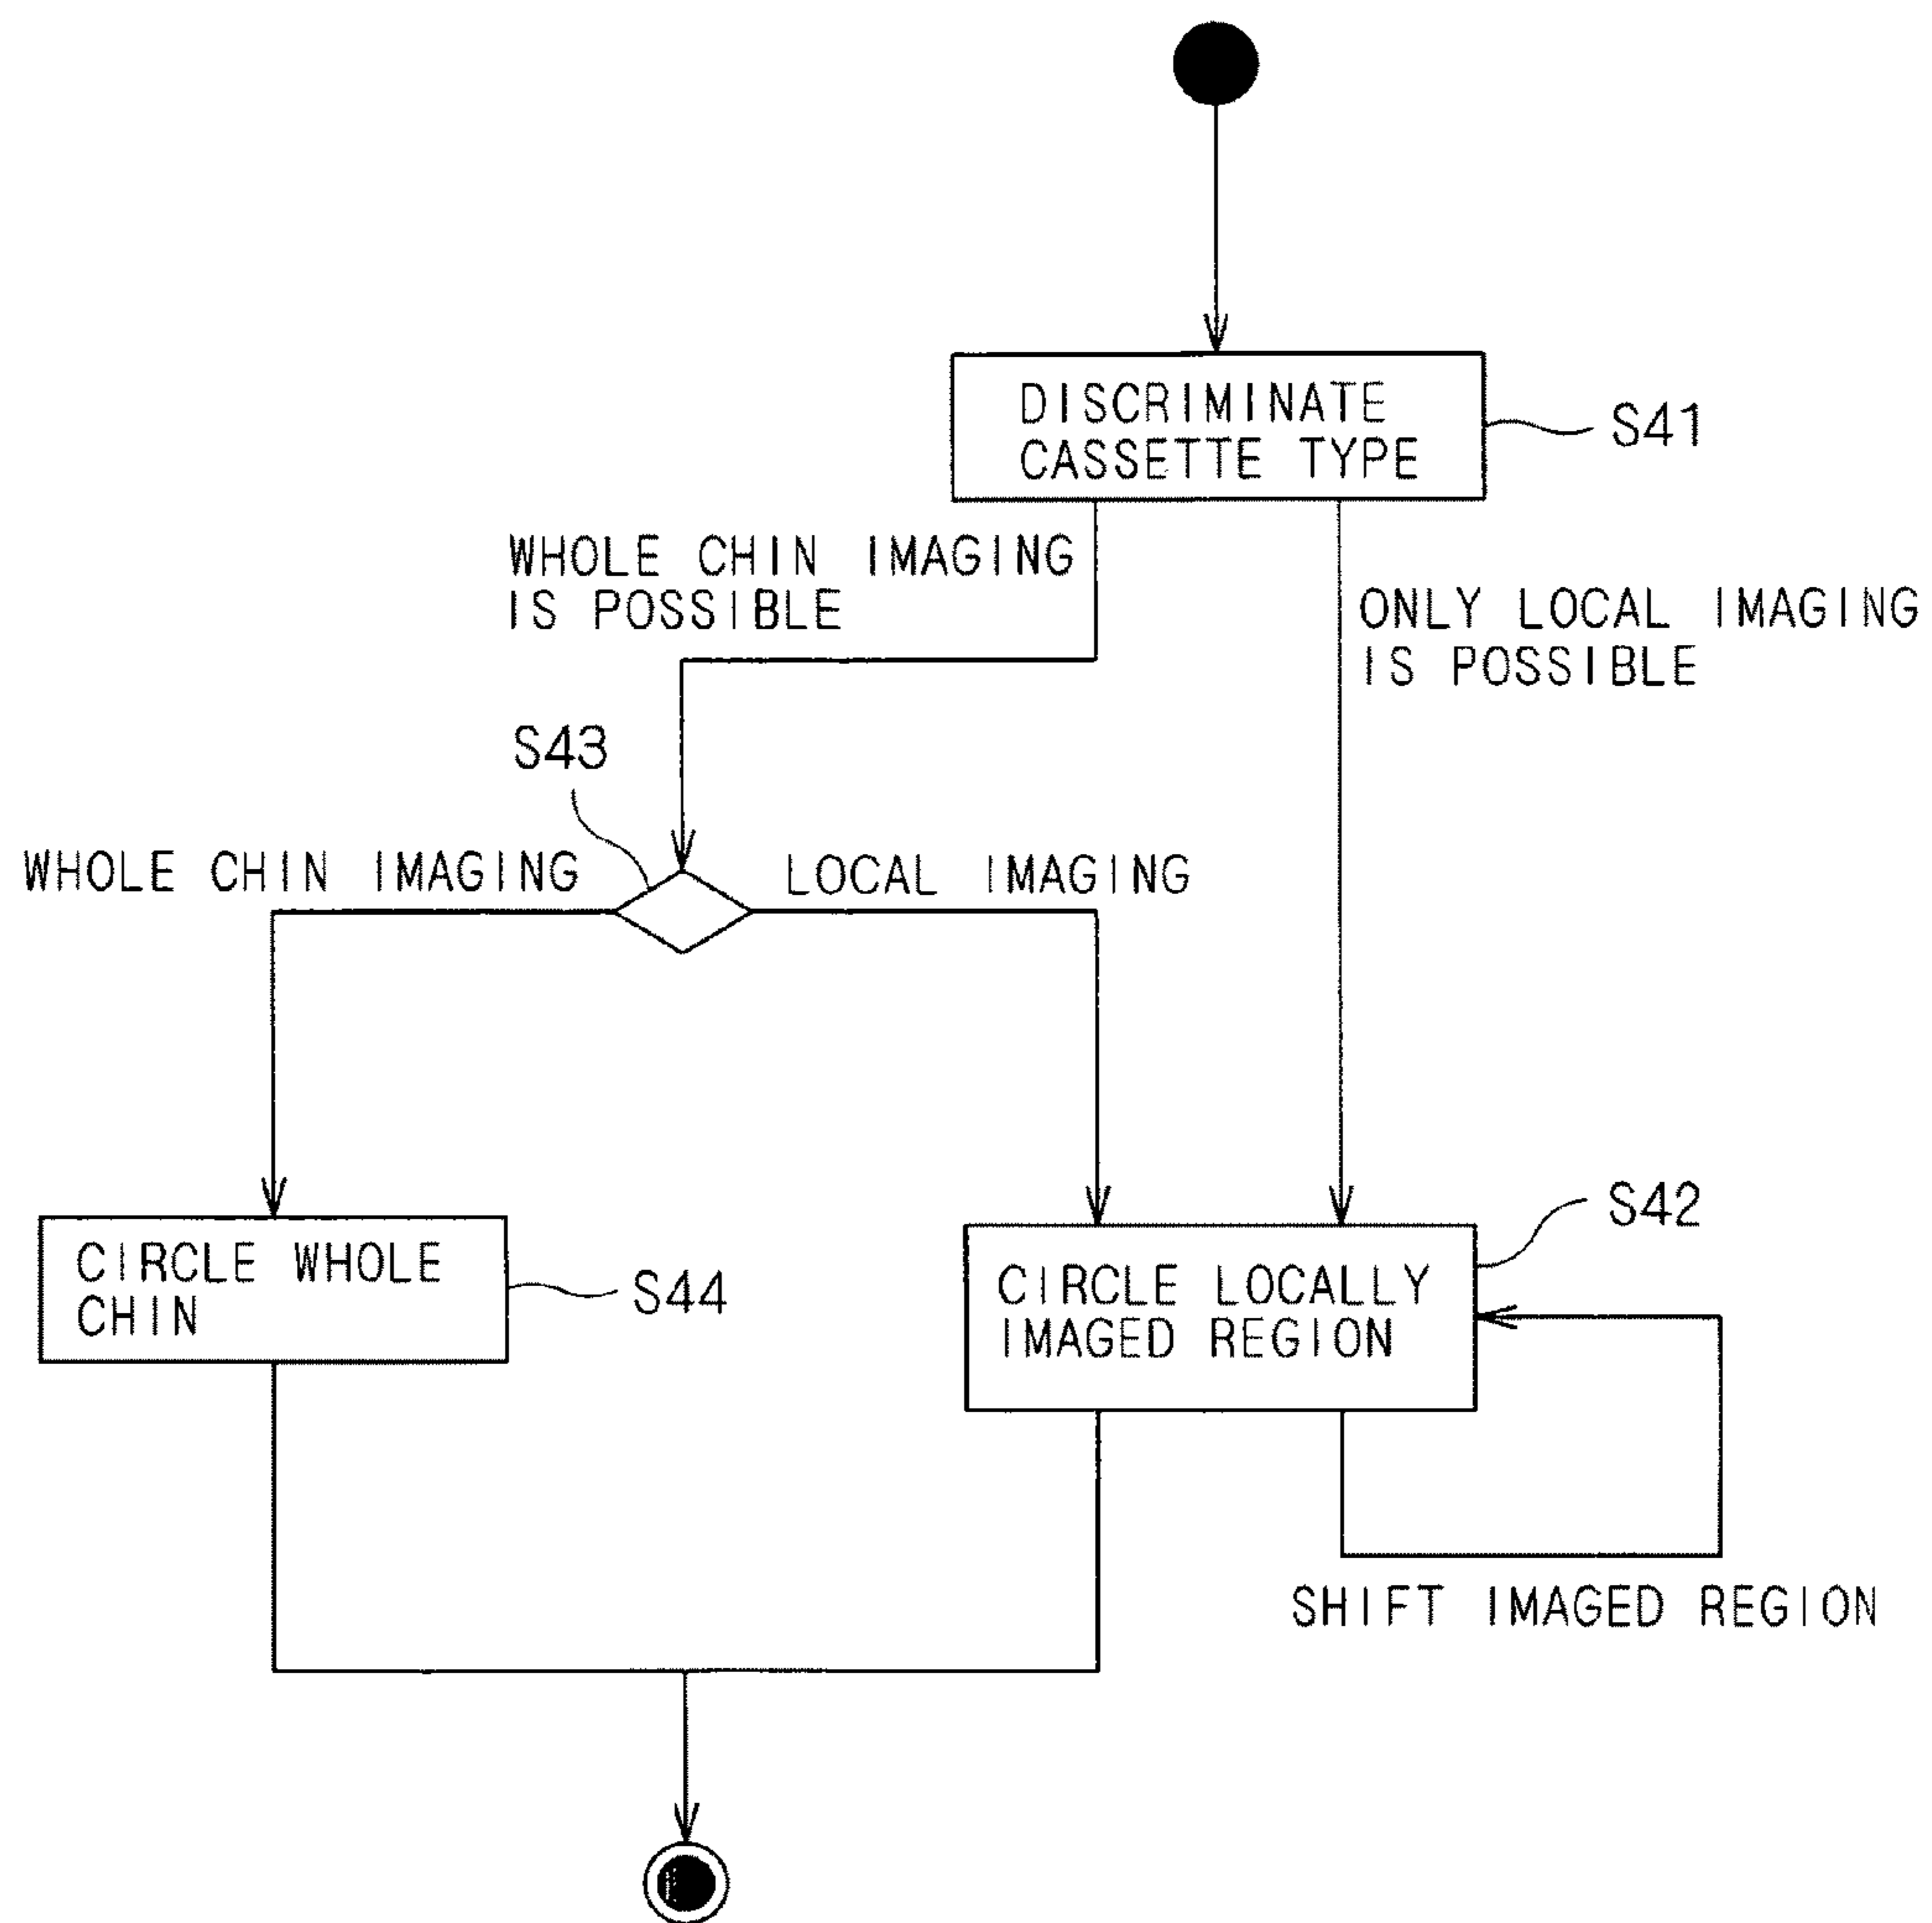 DISCRIMINATE
CASSETTE TYPE
S41
WHOLE CHIN IMAGING
IS POSSIBLE
ONLY LOCAL IMAGING
IS POSSIBLE
S43
WHOLE CHIN IMAGING
LOCAL IMAGING
CIRCLE WHOLE
CHIN
S44
CIRCLE LOCALLY
IMAGED REGION
S42
SHIFT IMAGED REGION